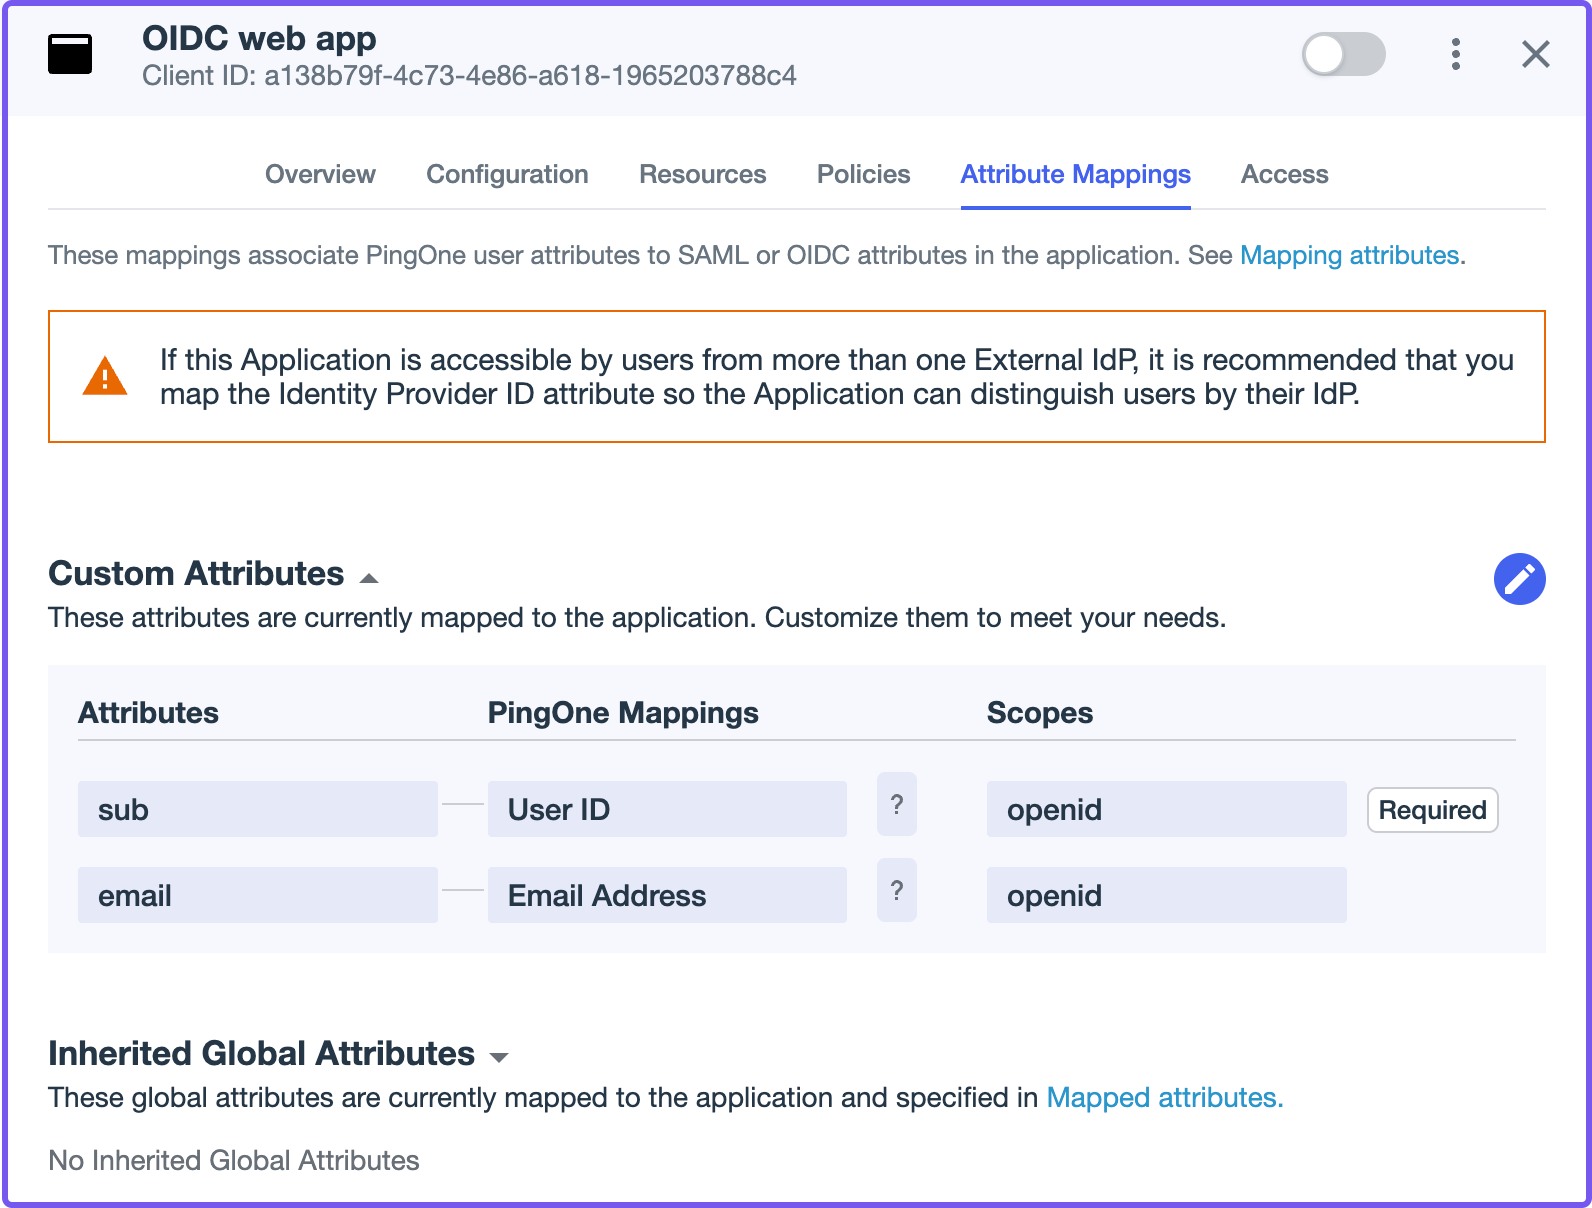 OIDC web app
Client ID: a138b79f-4c73-4e86-a618-1965203788c4
Overview Configuration Resources Policies Attribute Mappings Access
These mappings associate PingOne user attributes to SAML or OIDC attributes in the application. See Mapping attributes.
If this Application is accessible by users from more than one External IdP, it is recommended that you
map the Identity Provider ID attribute so the Application can distinguish users by their IdP.
Custom Attributes
These attributes are currently mapped to the application. Customize them to meet your needs.
Attributes PingOne Mappings Scopes
sub User ID ? openid Required
email Email Address ? openid
Inherited Global Attributes
These global attributes are currently mapped to the application and specified in Mapped attributes.
No Inherited Global Attributes